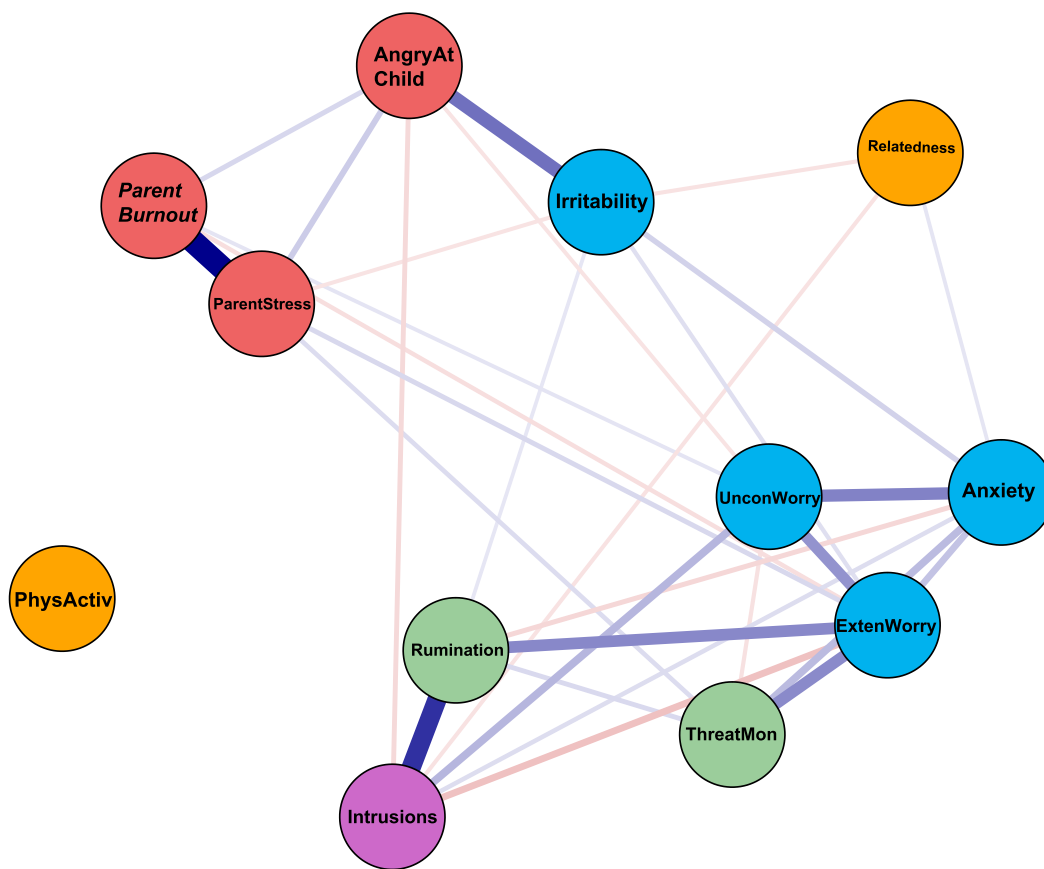 AngryAt
Child
Relatedness
Parent
Burnout
Irritability
ParentStress
UnconWorry
Anxiety
PhysActiv
ExtenWorry
Rumination
ThreatMon
Intrusions